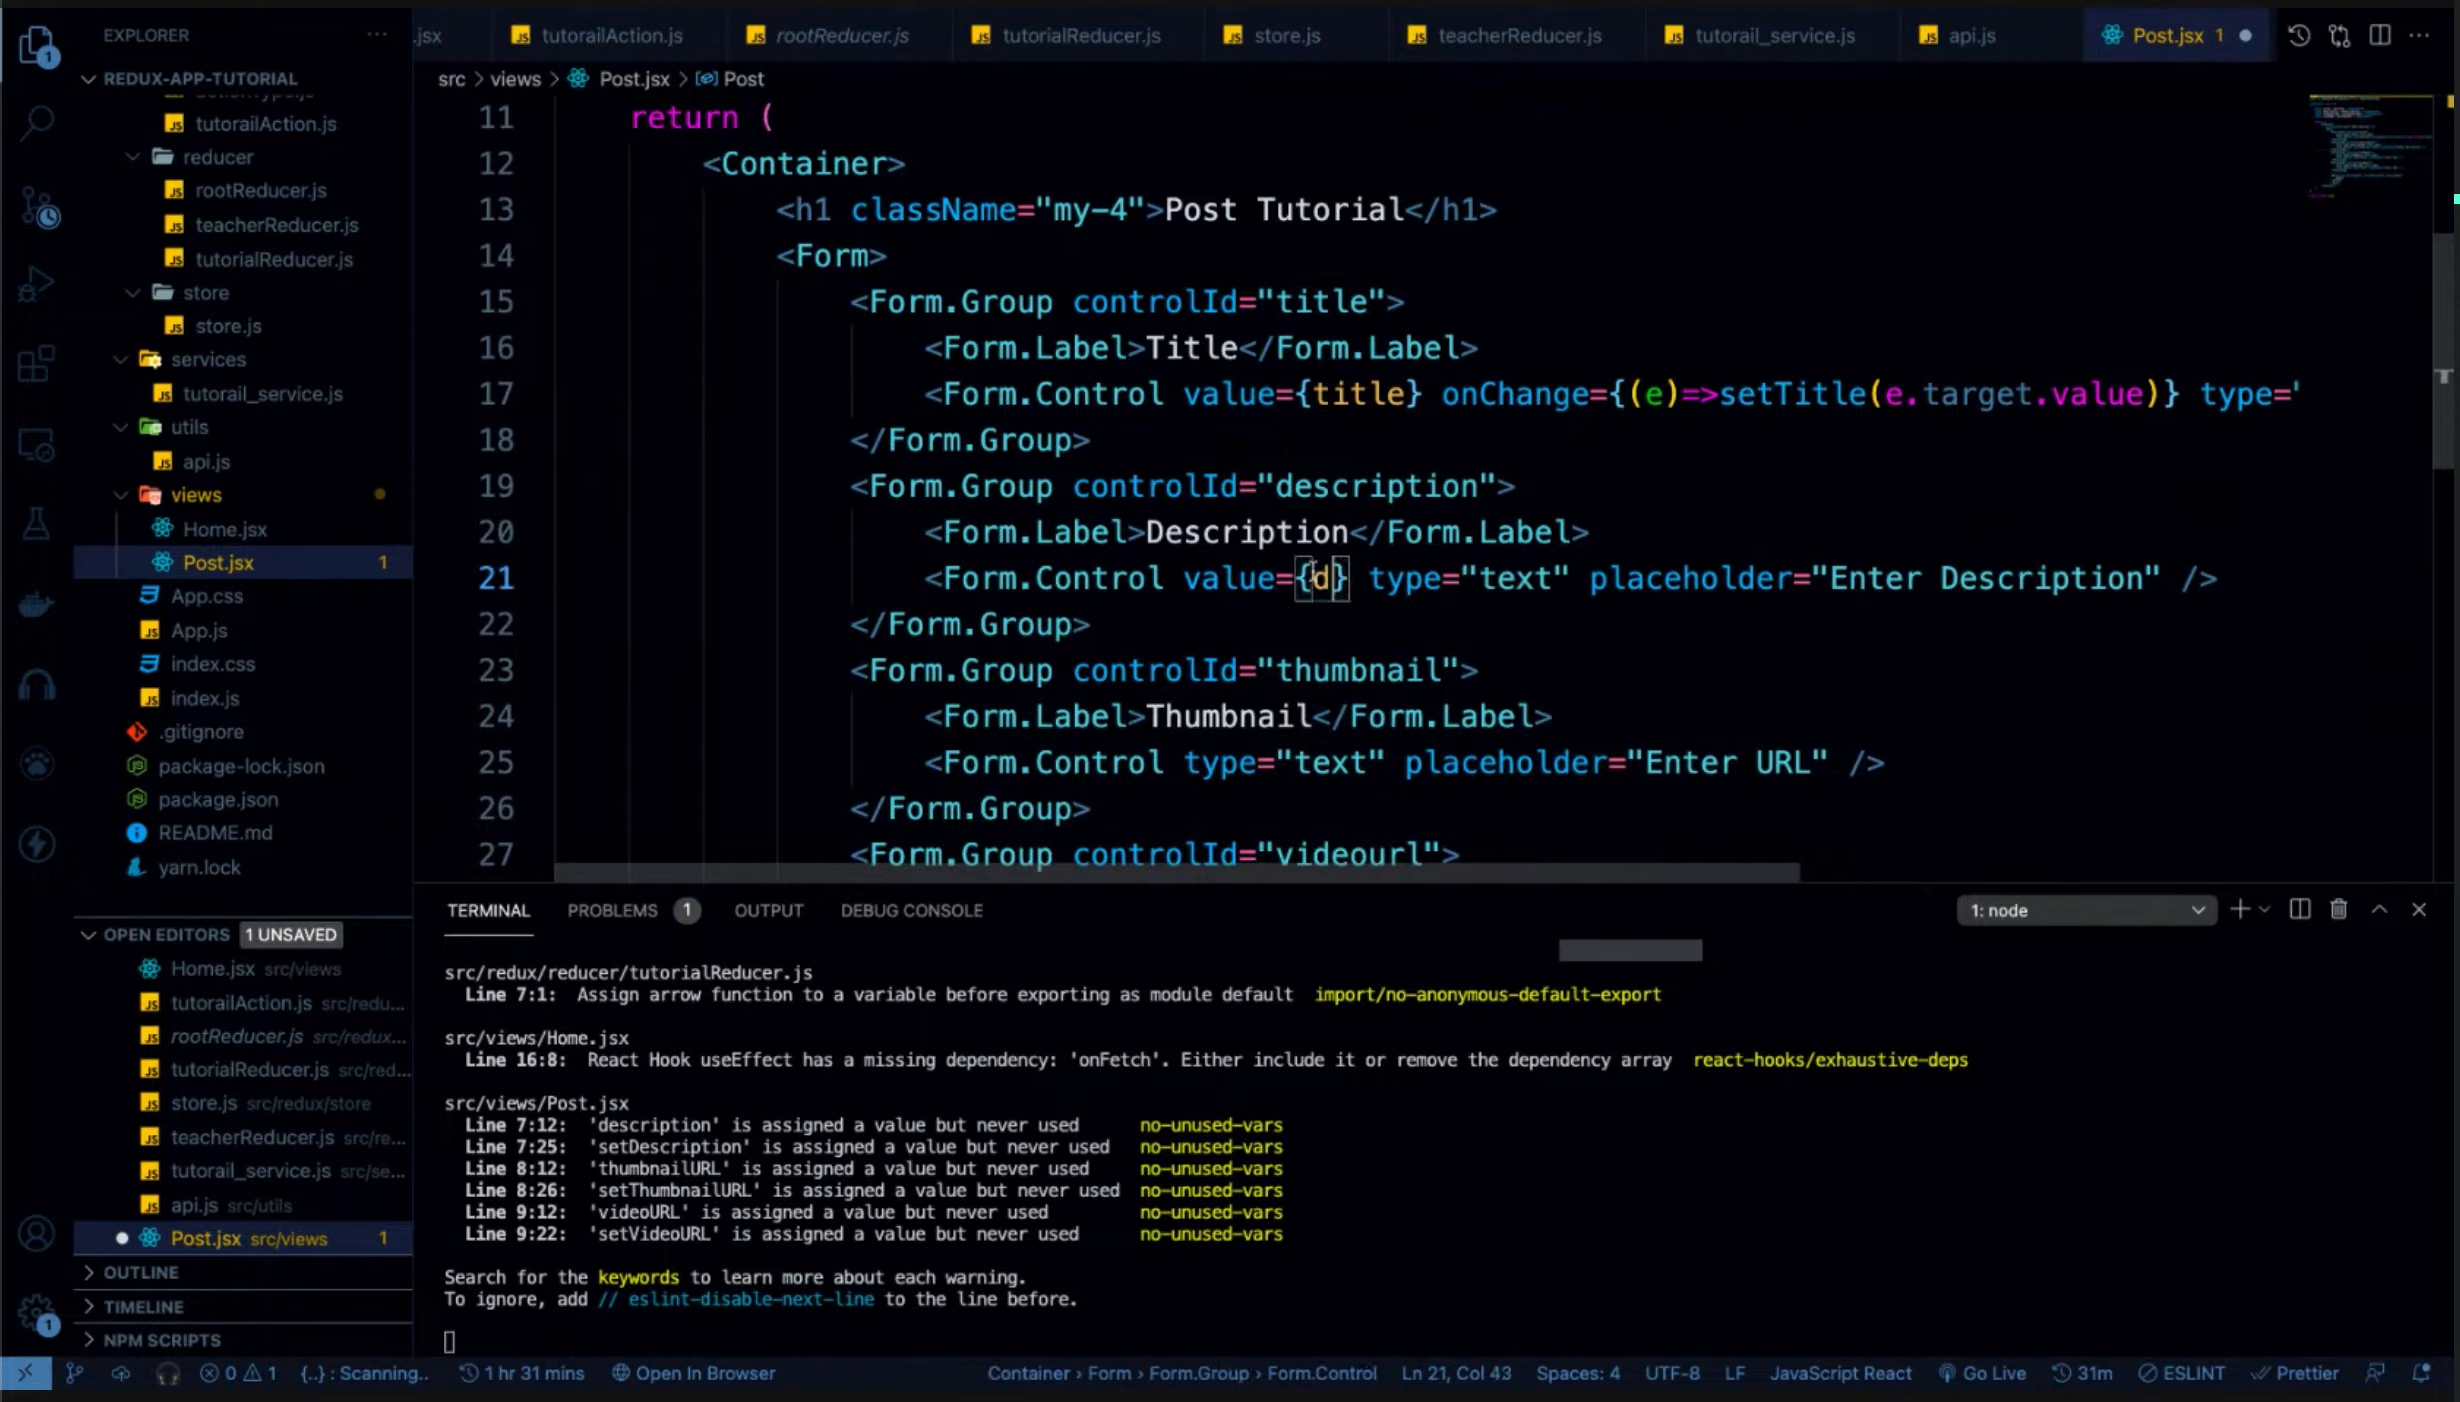 EXPLORER
REDUX-APP-TUTORIAL
tutorailAction.js
reducer
rootReducer.js
teacherReducer.js
tutorialReducer.js
store
store.js
services
tutorail_service.js
utils
api.js
views
Home.jsx
Post.jsx 1
App.css
App.js
index.css
index.js
.gitignore
package-lock.json
package.json
README.md
yarn.lock
OPEN EDITORS 1 UNSAVED
Home.jsx src/views
tutorailAction.js src/redu...
rootReducer.js src/redux...
tutorialReducer.js src/red...
store.js src/redux/store
teacherReducer.js src/re...
tutorail_service.js src/se...
api.js src/utils
Post.jsx src/views 1
OUTLINE
TIMELINE
NPM SCRIPTS
.jsx tutorailAction.js rootReducer.js tutorialReducer.js store.js teacherReducer.js tutorail_service.js api.js Post.jsx 1
src > views > Post.jsx > Post
11 return (
12 <Container>
13 <h1 className="my-4">Post Tutorial</h1>
14 <Form>
15 <Form.Group controlId="title">
16 <Form.Label>Title</Form.Label>
17 <Form.Control value={title} onChange={(e)=>setTitle(e.target.value)} type="
18 </Form.Group>
19 <Form.Group controlId="description">
20 <Form.Label>Description</Form.Label>
21 <Form.Control value={d} type="text" placeholder="Enter Description" />
22 </Form.Group>
23 <Form.Group controlId="thumbnail">
24 <Form.Label>Thumbnail</Form.Label>
25 <Form.Control type="text" placeholder="Enter URL" />
26 </Form.Group>
27 <Form.Group controlId="videourl">
TERMINAL PROBLEMS 1 OUTPUT DEBUG CONSOLE 1: node
src/redux/reducer/tutorialReducer.js
Line 7:1: Assign arrow function to a variable before exporting as module default import/no-anonymous-default-export
src/views/Home.jsx
Line 16:8: React Hook useEffect has a missing dependency: 'onFetch'. Either include it or remove the dependency array react-hooks/exhaustive-deps
src/views/Post.jsx
Line 7:12: 'description' is assigned a value but never used no-unused-vars
Line 7:25: 'setDescription' is assigned a value but never used no-unused-vars
Line 8:12: 'thumbnailURL' is assigned a value but never used no-unused-vars
Line 8:26: 'setThumbnailURL' is assigned a value but never used no-unused-vars
Line 9:12: 'videoURL' is assigned a value but never used no-unused-vars
Line 9:22: 'setVideoURL' is assigned a value but never used no-unused-vars
Search for the keywords to learn more about each warning.
To ignore, add // eslint-disable-next-line to the line before.
0 1 {..} : Scanning.. 1 hr 31 mins Open In Browser Container > Form > Form.Group > Form.Control Ln 21, Col 43 Spaces: 4 UTF-8 LF JavaScript React Go Live 31m ESLINT Prettier